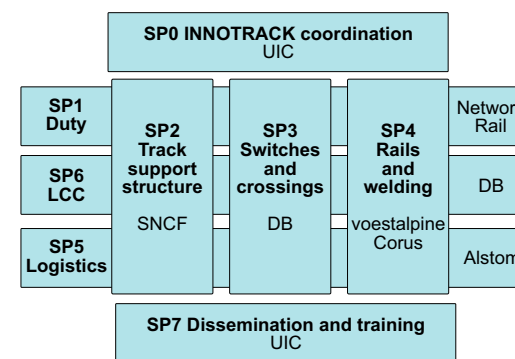 SP0 INNOTRACK coordination
UIC
SP1
Duty
SP2
Track
support
structure
SNCF
SP3
Switches
and
crossings
DB
SP4
Rails
and
welding
voestalpine
Corus
Network
Rail
SP6
LCC
DB
SP5
Logistics
Alstom
SP7 Dissemination and training
UIC